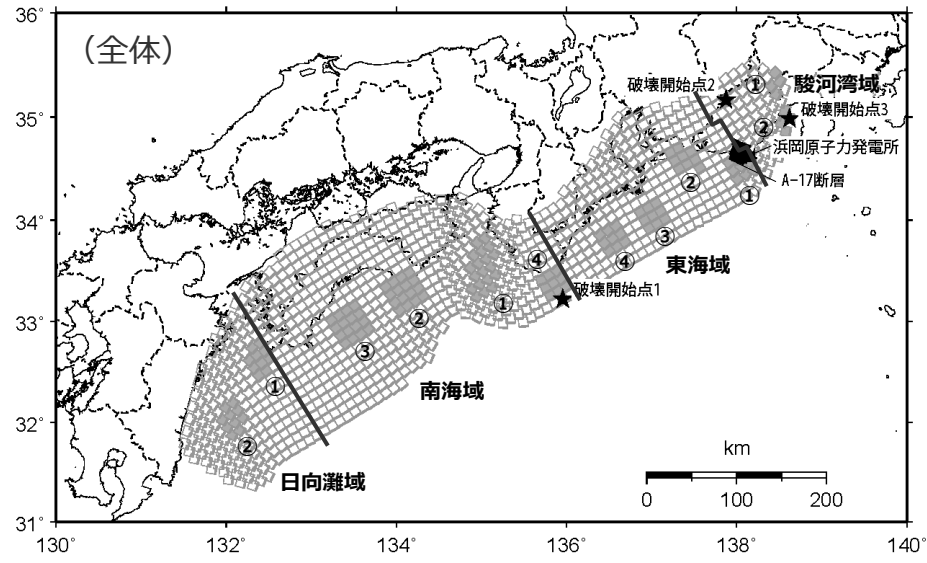 36°
35°
34°
33°
32°
31°
130°
132°
134°
136°
138°
140°
(全体)
破壊開始点2
①
駿河湾域
破壊開始点3
②
浜岡原子力発電所
A-17断層
②
①
③
④
東海域
④
破壊開始点1
①
②
③
南海域
①
②
日向灘域
km
0
100
200